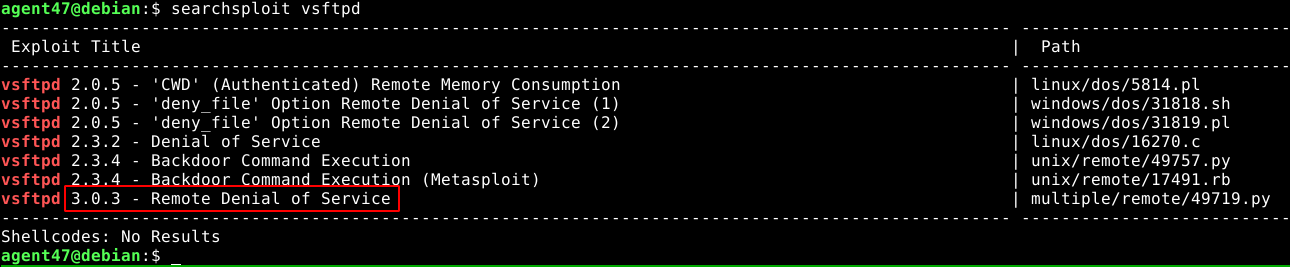 agent47@debian:$ searchsploit vsftpd
Exploit Title | Path
vsftpd 2.0.5 - 'CWD' (Authenticated) Remote Memory Consumption | linux/dos/5814.pl
vsftpd 2.0.5 - 'deny_file' Option Remote Denial of Service (1) | windows/dos/31818.sh
vsftpd 2.0.5 - 'deny_file' Option Remote Denial of Service (2) | windows/dos/31819.pl
vsftpd 2.3.2 - Denial of Service | linux/dos/16270.c
vsftpd 2.3.4 - Backdoor Command Execution | unix/remote/49757.py
vsftpd 2.3.4 - Backdoor Command Execution (Metasploit) | unix/remote/17491.rb
vsftpd 3.0.3 - Remote Denial of Service | multiple/remote/49719.py
Shellcodes: No Results
agent47@debian:$ _